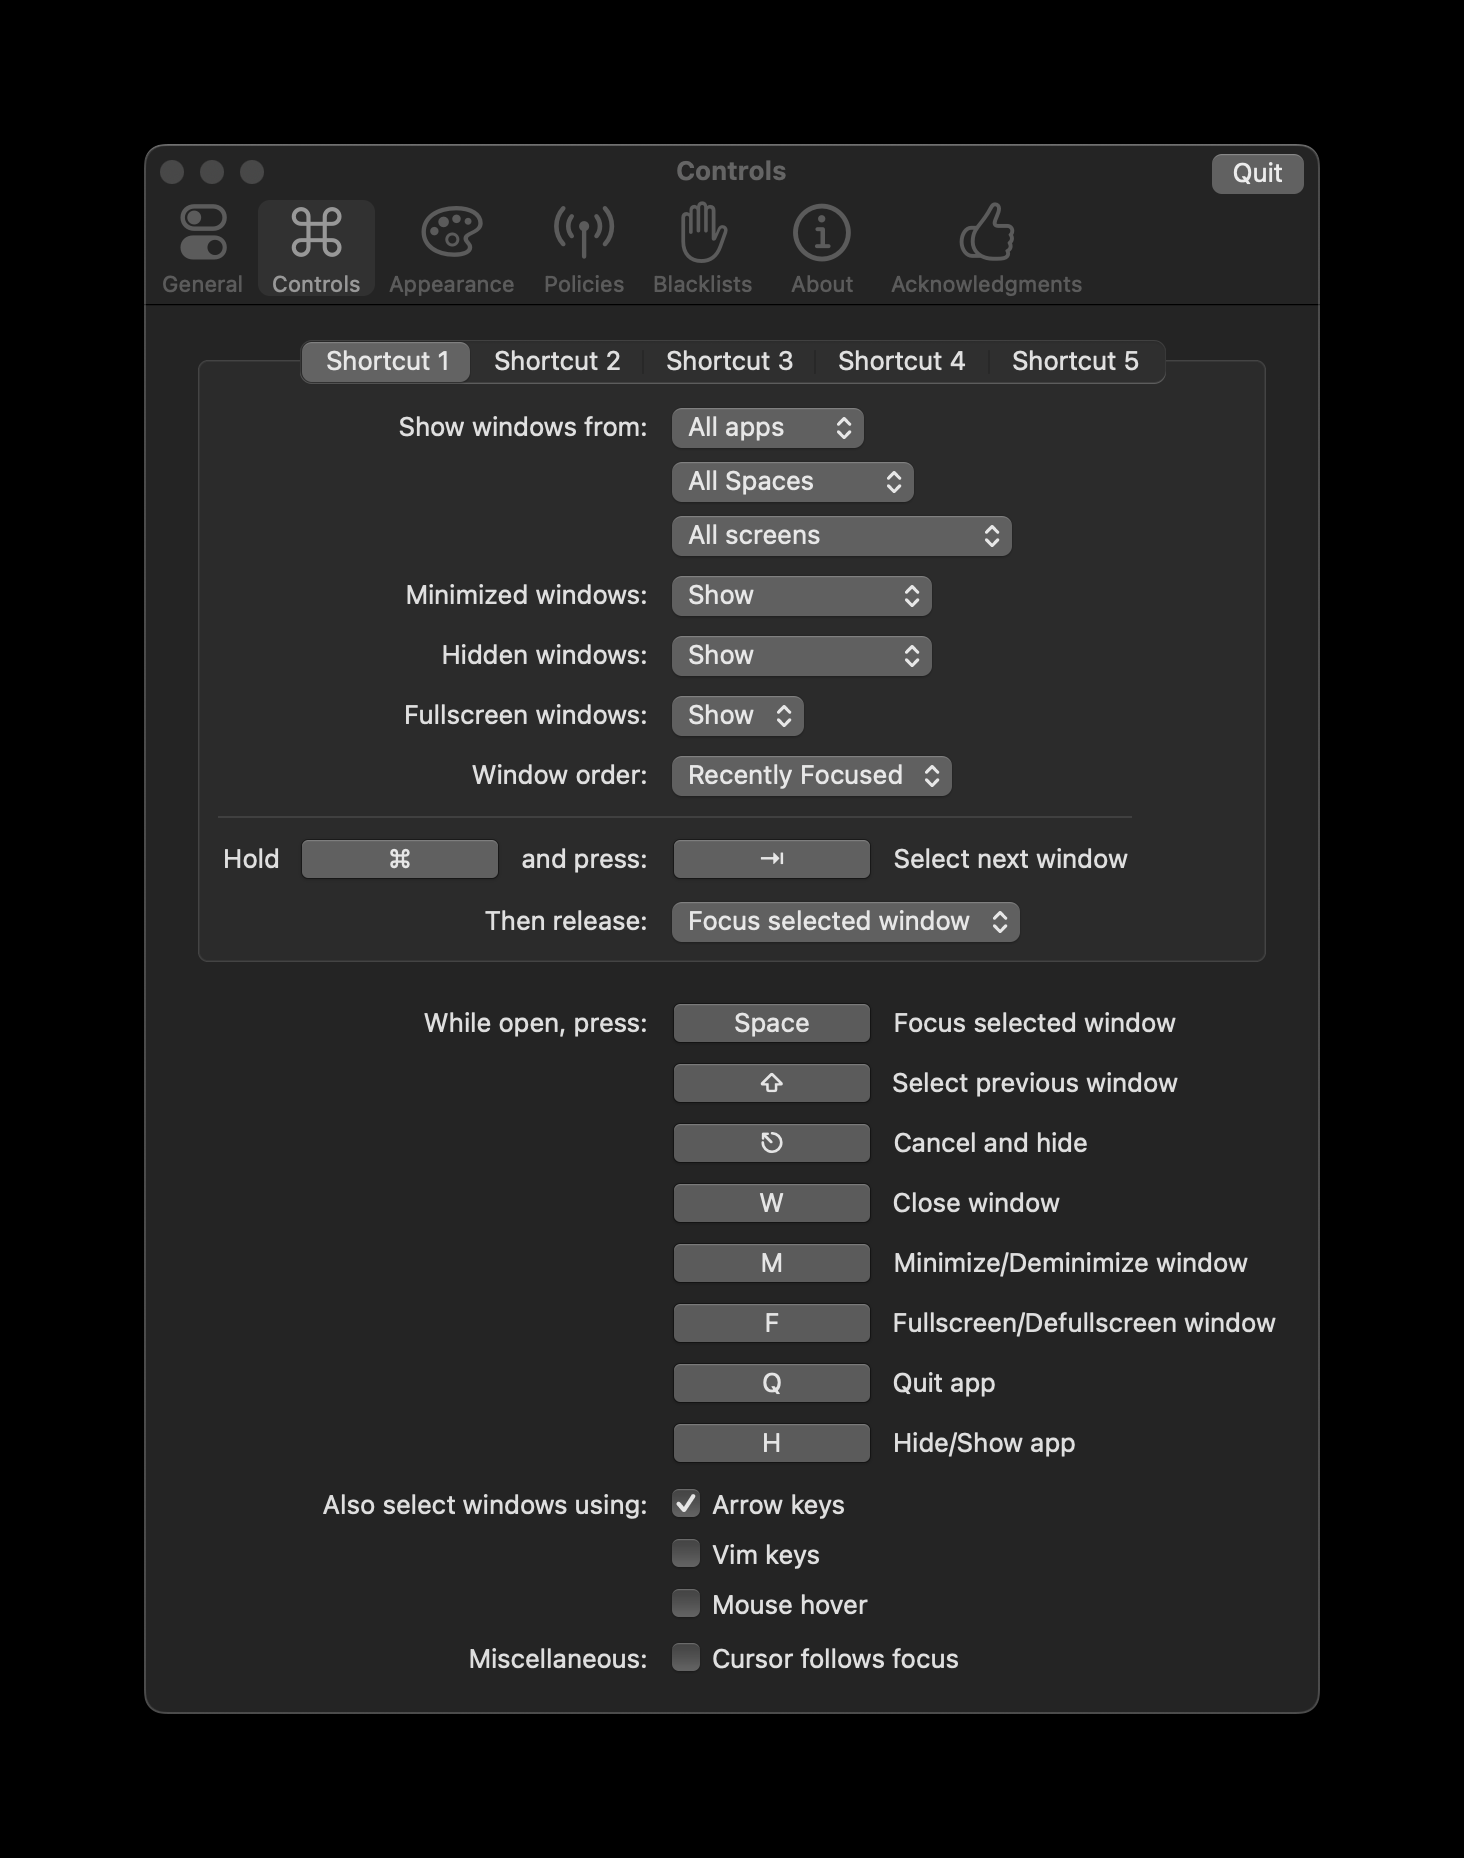 Controls
Quit
General
Controls
Appearance
Policies
Blacklists
About
Acknowledgments
Shortcut 1 Shortcut 2 Shortcut 3 Shortcut 4 Shortcut 5
Show windows from: All apps
All Spaces
All screens
Minimized windows: Show
Hidden windows: Show
Fullscreen windows: Show
Window order: Recently Focused
Hold ⌘ and press: ⇥ Select next window
Then release: Focus selected window
While open, press: Space Focus selected window
⇧ Select previous window
⎋ Cancel and hide
W Close window
M Minimize/Deminimize window
F Fullscreen/Defullscreen window
Q Quit app
H Hide/Show app
Also select windows using: Arrow keys
Vim keys
Mouse hover
Miscellaneous: Cursor follows focus